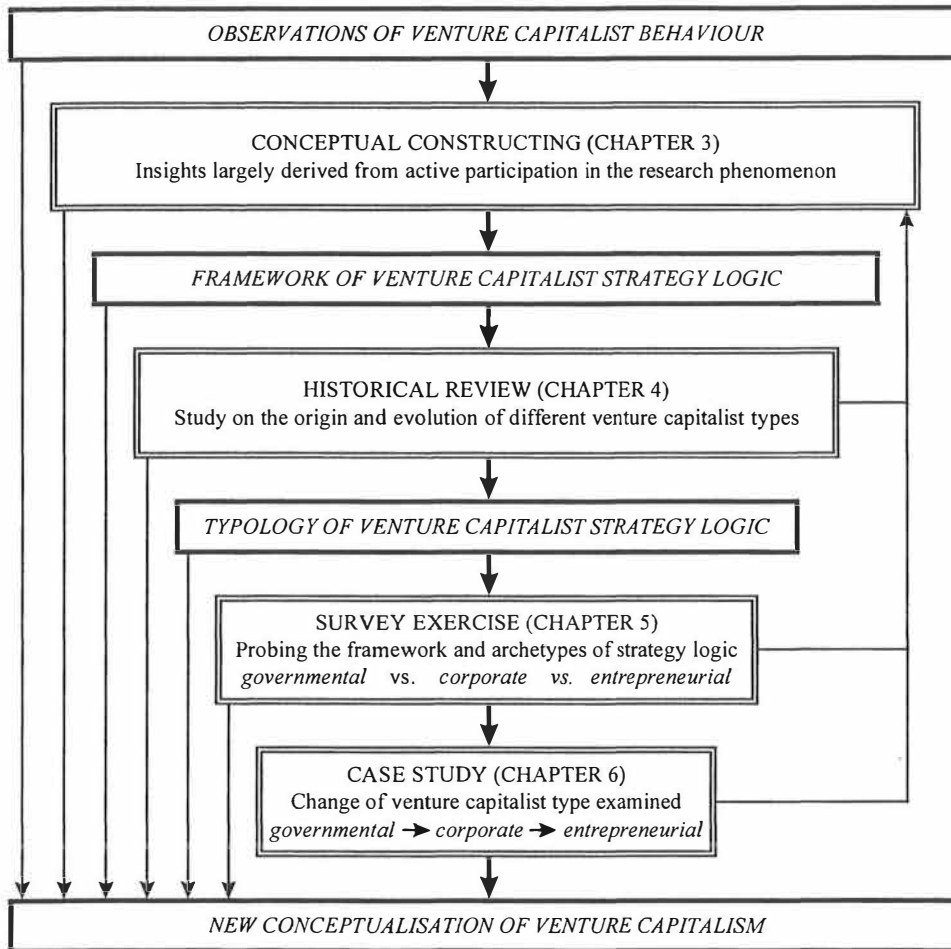 OBSERVATIONS OF VENTURE CAPITALIST BEHAVIOUR
CONCEPTUAL CONSTRUCTING (CHAPTER 3)
Insights largely derived from active participation in the research phenomenon
FRAMEWORK OF VENTURE CAPITALIST STRATEGY LOGIC
HISTORICAL REVIEW (CHAPTER 4)
Study on the origin and evolution of different venture capitalist types
TYPOLOGY OF VENTURE CAPITALIST STRATEGY LOGIC
SURVEY EXERCISE (CHAPTER 5)
Probing the framework and archetypes of strategy logic
governmental vs. corporate vs. entrepreneurial
CASE STUDY (CHAPTER 6)
Change of venture capitalist type examined
governmental → corporate → entrepreneurial
NEW CONCEPTUALISATION OF VENTURE CAPITALISM